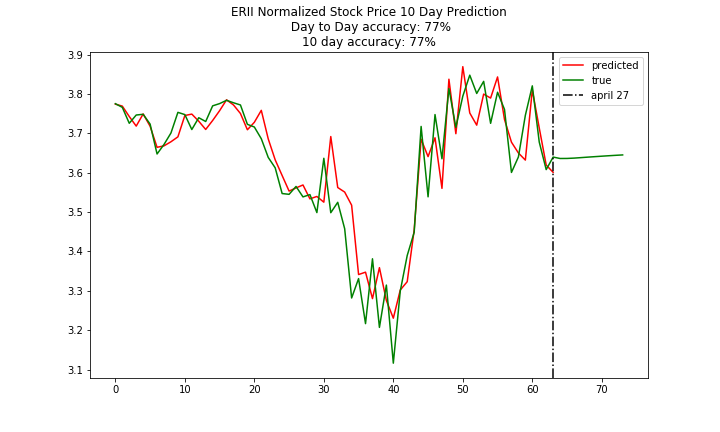 ERII Normalized Stock Price 10 Day Prediction
Day to Day accuracy: 77%
10 day accuracy: 77%
3.9
3.8
3.7
3.6
3.5
3.4
3.3
3.2
3.1
0 10 20 30 40 50 60 70
predicted
true
april 27